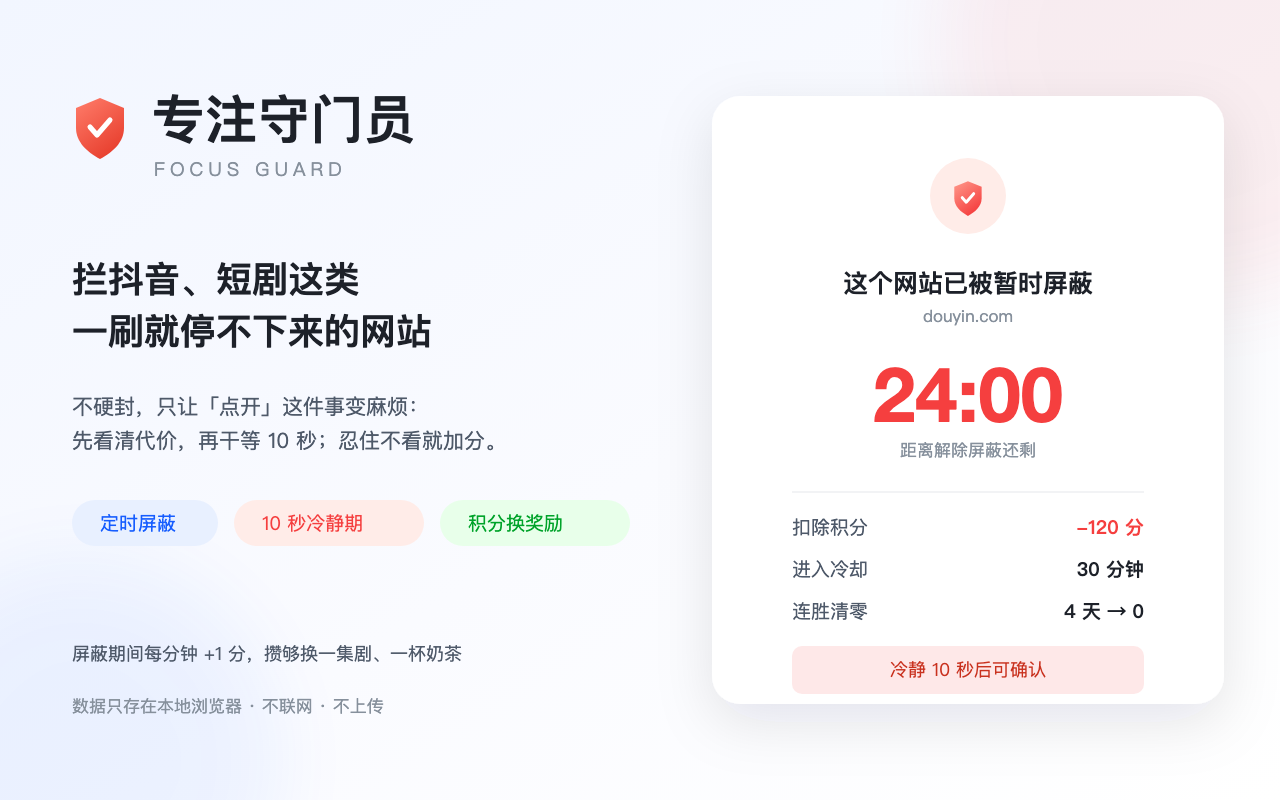 专注守门员
FOCUS GUARD
拦抖音、短剧这类
一刷就停不下来的网站
不硬封，只让「点开」这件事变麻烦：
先看清代价，再干等 10 秒；忍住不看就加分。
定时屏蔽
10 秒冷静期
积分换奖励
屏蔽期间每分钟 +1 分，攒够换一集剧、一杯奶茶
数据只存在本地浏览器 · 不联网 · 不上传
这个网站已被暂时屏蔽
douyin.com
24:00
距离解除屏蔽还剩
扣除积分 −120 分
进入冷却 30 分钟
连胜清零 4 天 → 0
冷静 10 秒后可确认